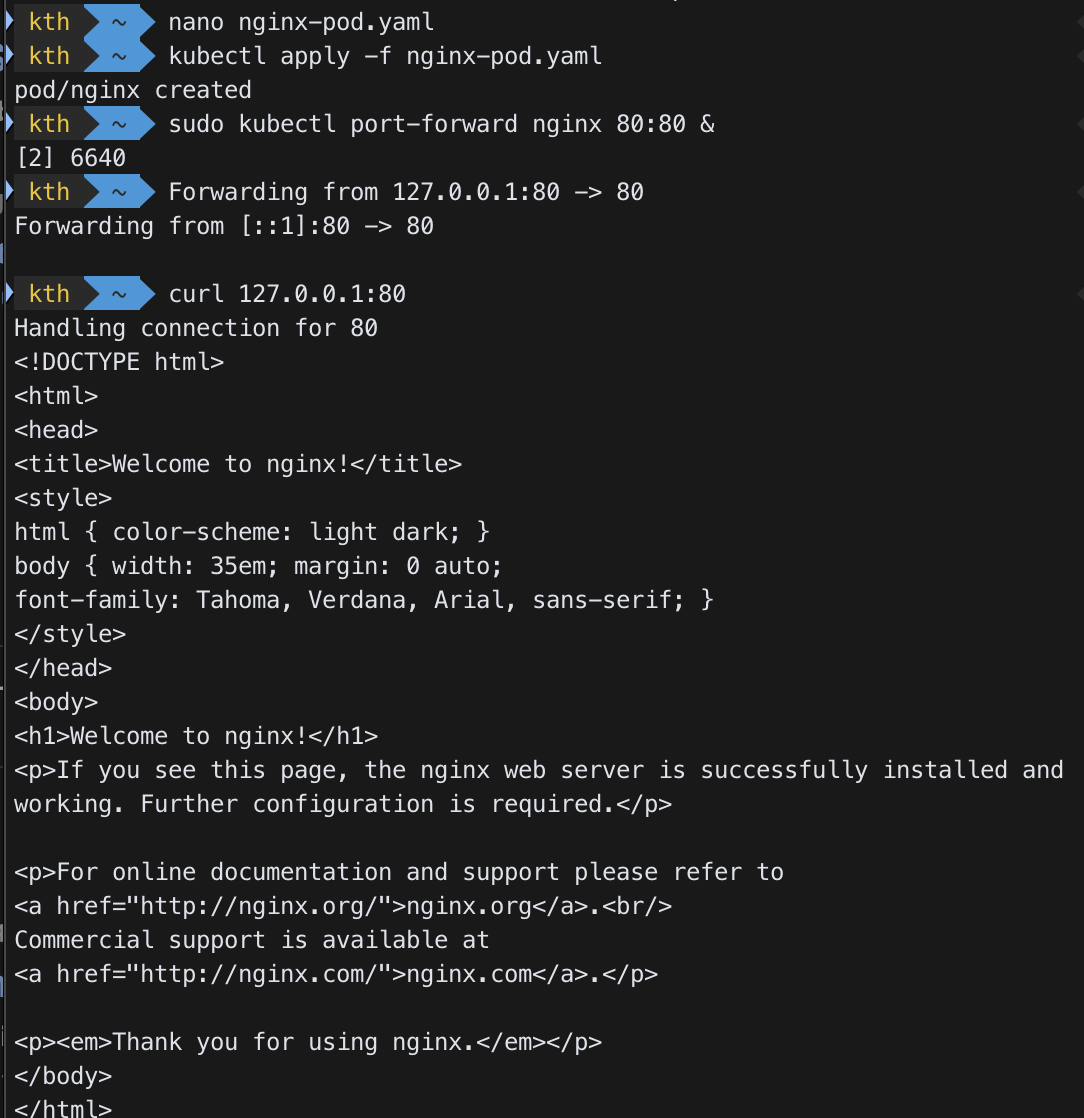 kth ~ nano nginx-pod.yaml
kth ~ kubectl apply -f nginx-pod.yaml
pod/nginx created
kth ~ sudo kubectl port-forward nginx 80:80 &
[2] 6640
kth ~ Forwarding from 127.0.0.1:80 -> 80
Forwarding from [::1]:80 -> 80
kth ~ curl 127.0.0.1:80
Handling connection for 80
<!DOCTYPE html>
<html>
<head>
<title>Welcome to nginx!</title>
<style>
html { color-scheme: light dark; }
body { width: 35em; margin: 0 auto;
font-family: Tahoma, Verdana, Arial, sans-serif; }
</style>
</head>
<body>
<h1>Welcome to nginx!</h1>
<p>If you see this page, the nginx web server is successfully installed and
working. Further configuration is required.</p>
<p>For online documentation and support please refer to
<a href="http://nginx.org/">nginx.org</a>.<br/>
Commercial support is available at
<a href="http://nginx.com/">nginx.com</a>.</p>
<p><em>Thank you for using nginx.</em></p>
</body>
</html>